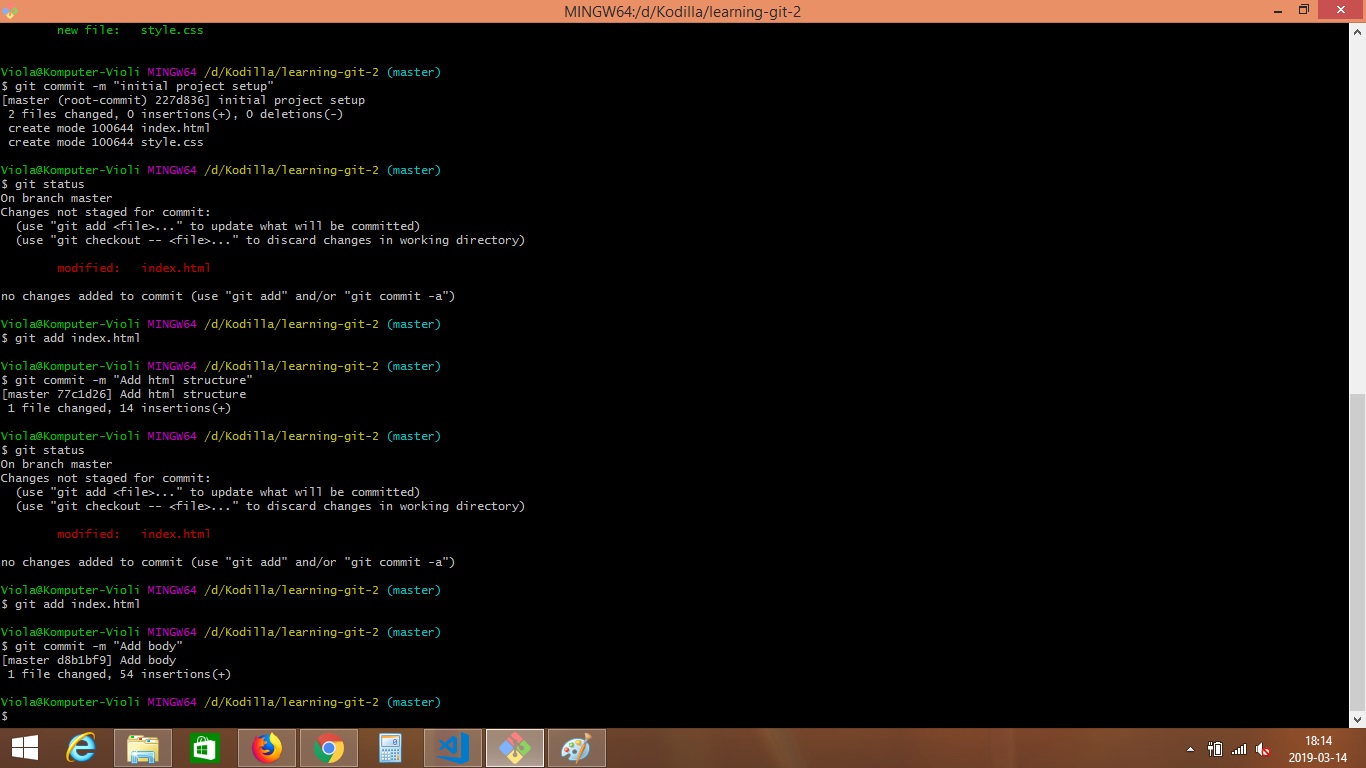 MINGW64:/d/Kodilla/learning-git-2
new file:   style.css
Viola@Komputer-Violi MINGW64 /d/Kodilla/learning-git-2 (master)
$ git commit -m "initial project setup"
[master (root-commit) 227d836] initial project setup
 2 files changed, 0 insertions(+), 0 deletions(-)
 create mode 100644 index.html
 create mode 100644 style.css
Viola@Komputer-Violi MINGW64 /d/Kodilla/learning-git-2 (master)
$ git status
On branch master
Changes not staged for commit:
  (use "git add <file>..." to update what will be committed)
  (use "git checkout -- <file>..." to discard changes in working directory)
        modified:   index.html
no changes added to commit (use "git add" and/or "git commit -a")
Viola@Komputer-Violi MINGW64 /d/Kodilla/learning-git-2 (master)
$ git add index.html
Viola@Komputer-Violi MINGW64 /d/Kodilla/learning-git-2 (master)
$ git commit -m "Add html structure"
[master 77c1d26] Add html structure
 1 file changed, 14 insertions(+)
Viola@Komputer-Violi MINGW64 /d/Kodilla/learning-git-2 (master)
$ git status
On branch master
Changes not staged for commit:
  (use "git add <file>..." to update what will be committed)
  (use "git checkout -- <file>..." to discard changes in working directory)
        modified:   index.html
no changes added to commit (use "git add" and/or "git commit -a")
Viola@Komputer-Violi MINGW64 /d/Kodilla/learning-git-2 (master)
$ git add index.html
Viola@Komputer-Violi MINGW64 /d/Kodilla/learning-git-2 (master)
$ git commit -m "Add body"
[master d8b1bf9] Add body
 1 file changed, 54 insertions(+)
Viola@Komputer-Violi MINGW64 /d/Kodilla/learning-git-2 (master)
$
18:14
2019-03-14